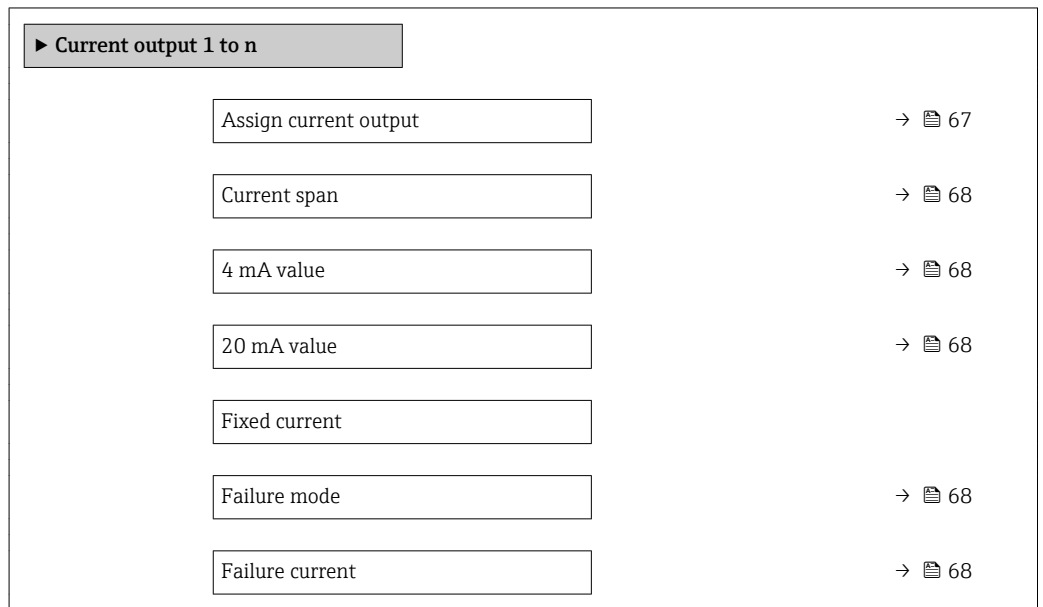 ▶ Current output 1 to n
Assign current output → 67
Current span → 68
4 mA value → 68
20 mA value → 68
Fixed current
Failure mode → 68
Failure current → 68